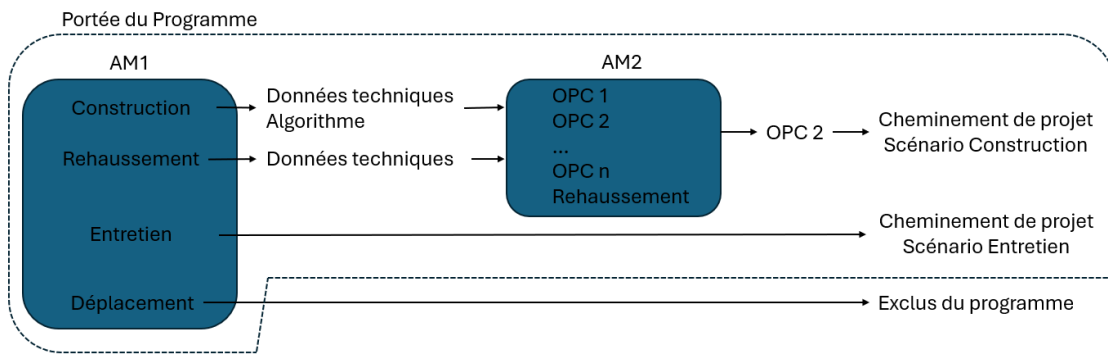 Portée du Programme
AM1
AM2
Construction
Données techniques
Algorithme
OPC 1
OPC 2
...
OPC n
Rehaussement
OPC 2
Cheminement de projet
Scénario Construction
Rehaussement
Données techniques
Entretien
Cheminement de projet
Scénario Entretien
Déplacement
Exclus du programme